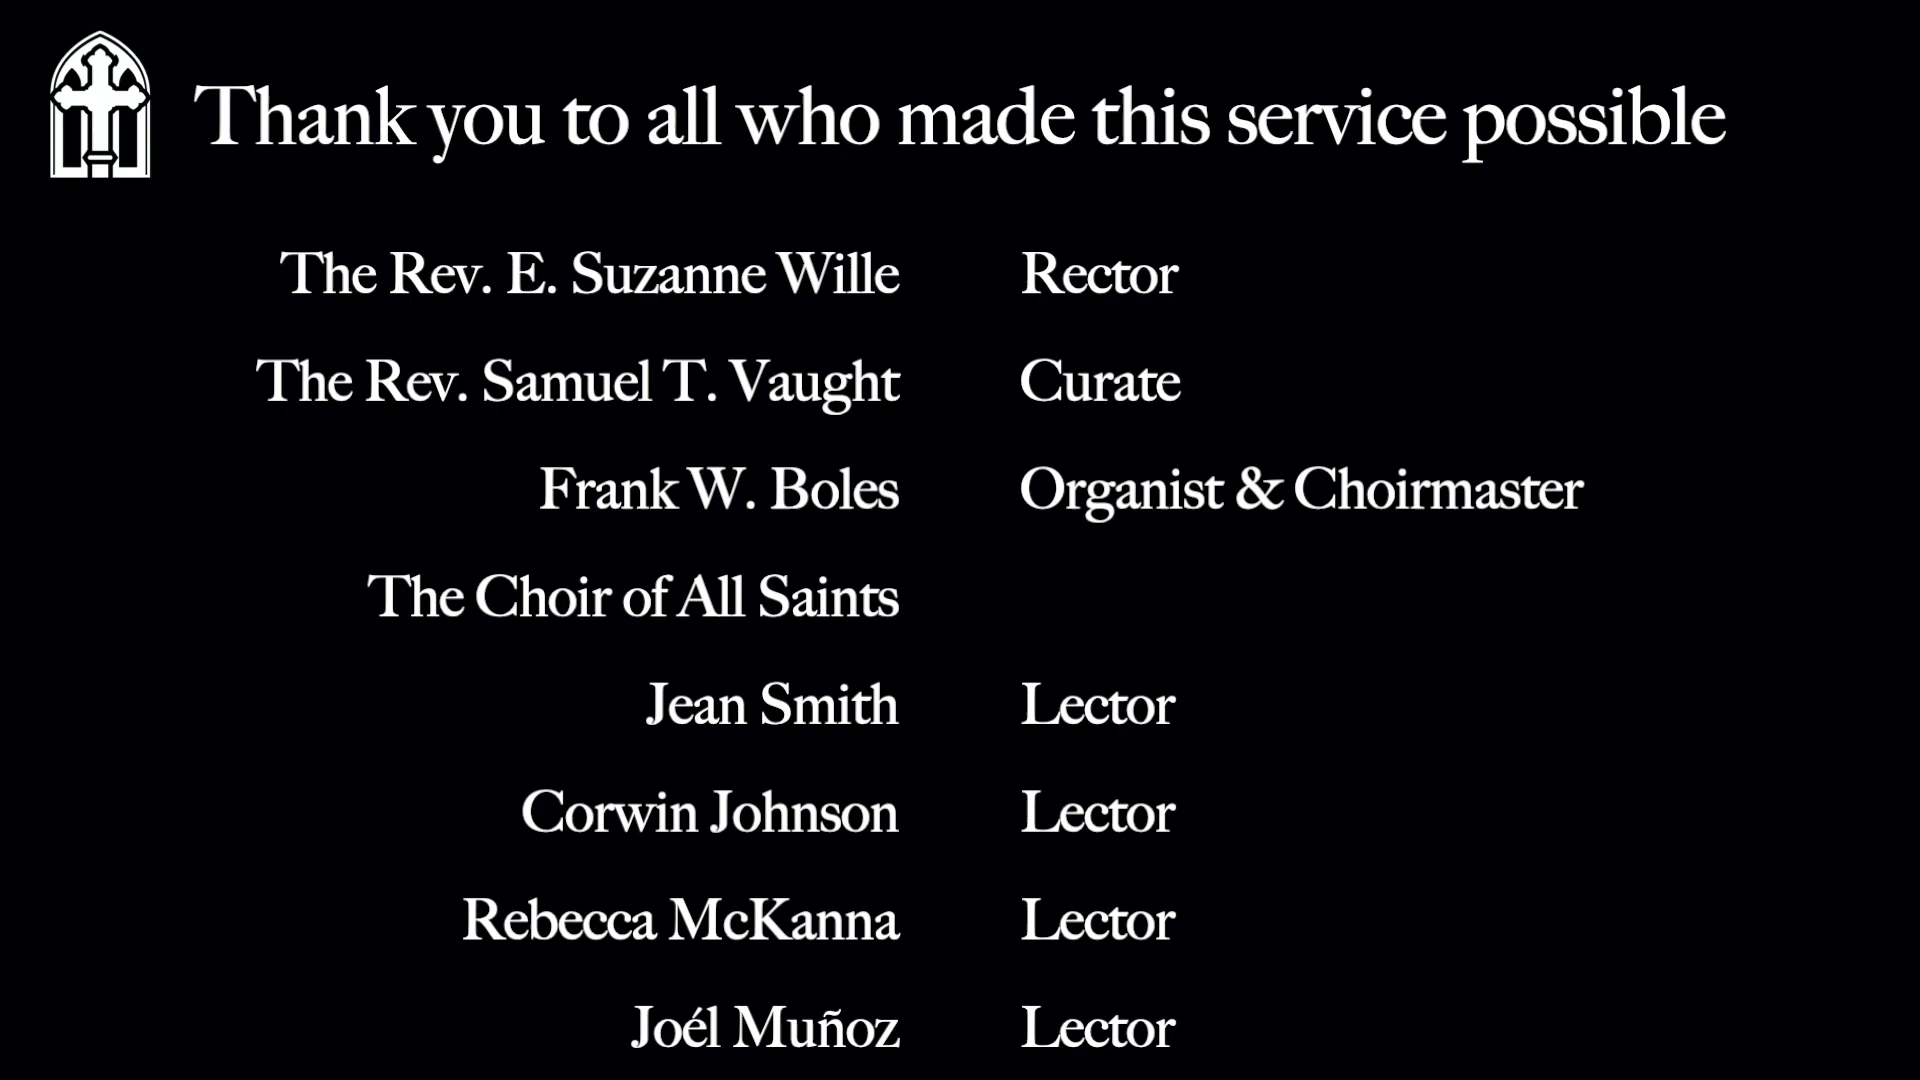 Thank you to all who made this service possible
The Rev. E. Suzanne Wille Rector
The Rev. Samuel T. Vaught Curate
Frank W. Boles Organist & Choirmaster
The Choir of All Saints
Jean Smith Lector
Corwin Johnson Lector
Rebecca McKanna Lector
Joél Muñoz Lector